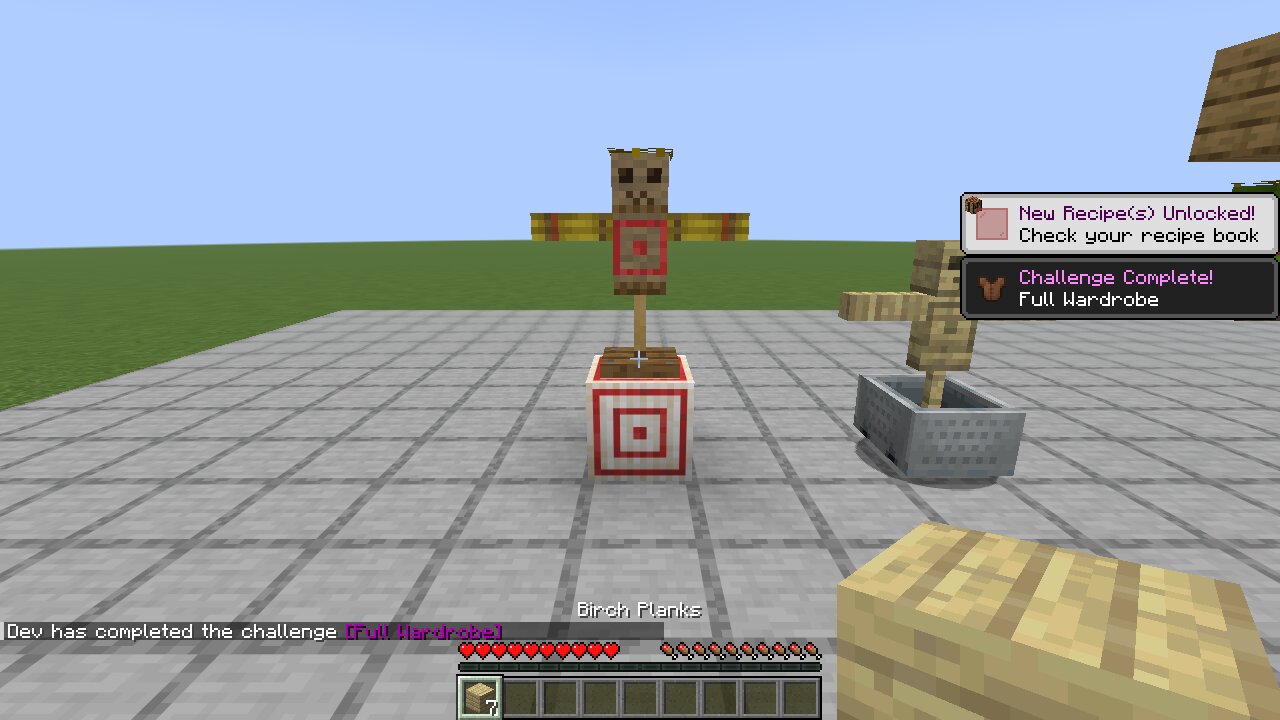 New Recipe(s) Unlocked!
Check your recipe book
Challenge Complete!
Full Wardrobe
Birch Planks
Dev has completed the challenge [Full Wardrobe]
7